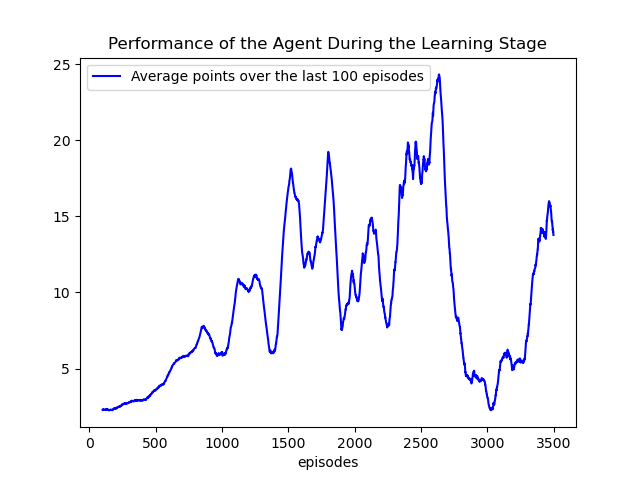 Performance of the Agent During the Learning Stage
Average points over the last 100 episodes
25
20
15
10
5
0 500 1000 1500 2000 2500 3000 3500
episodes